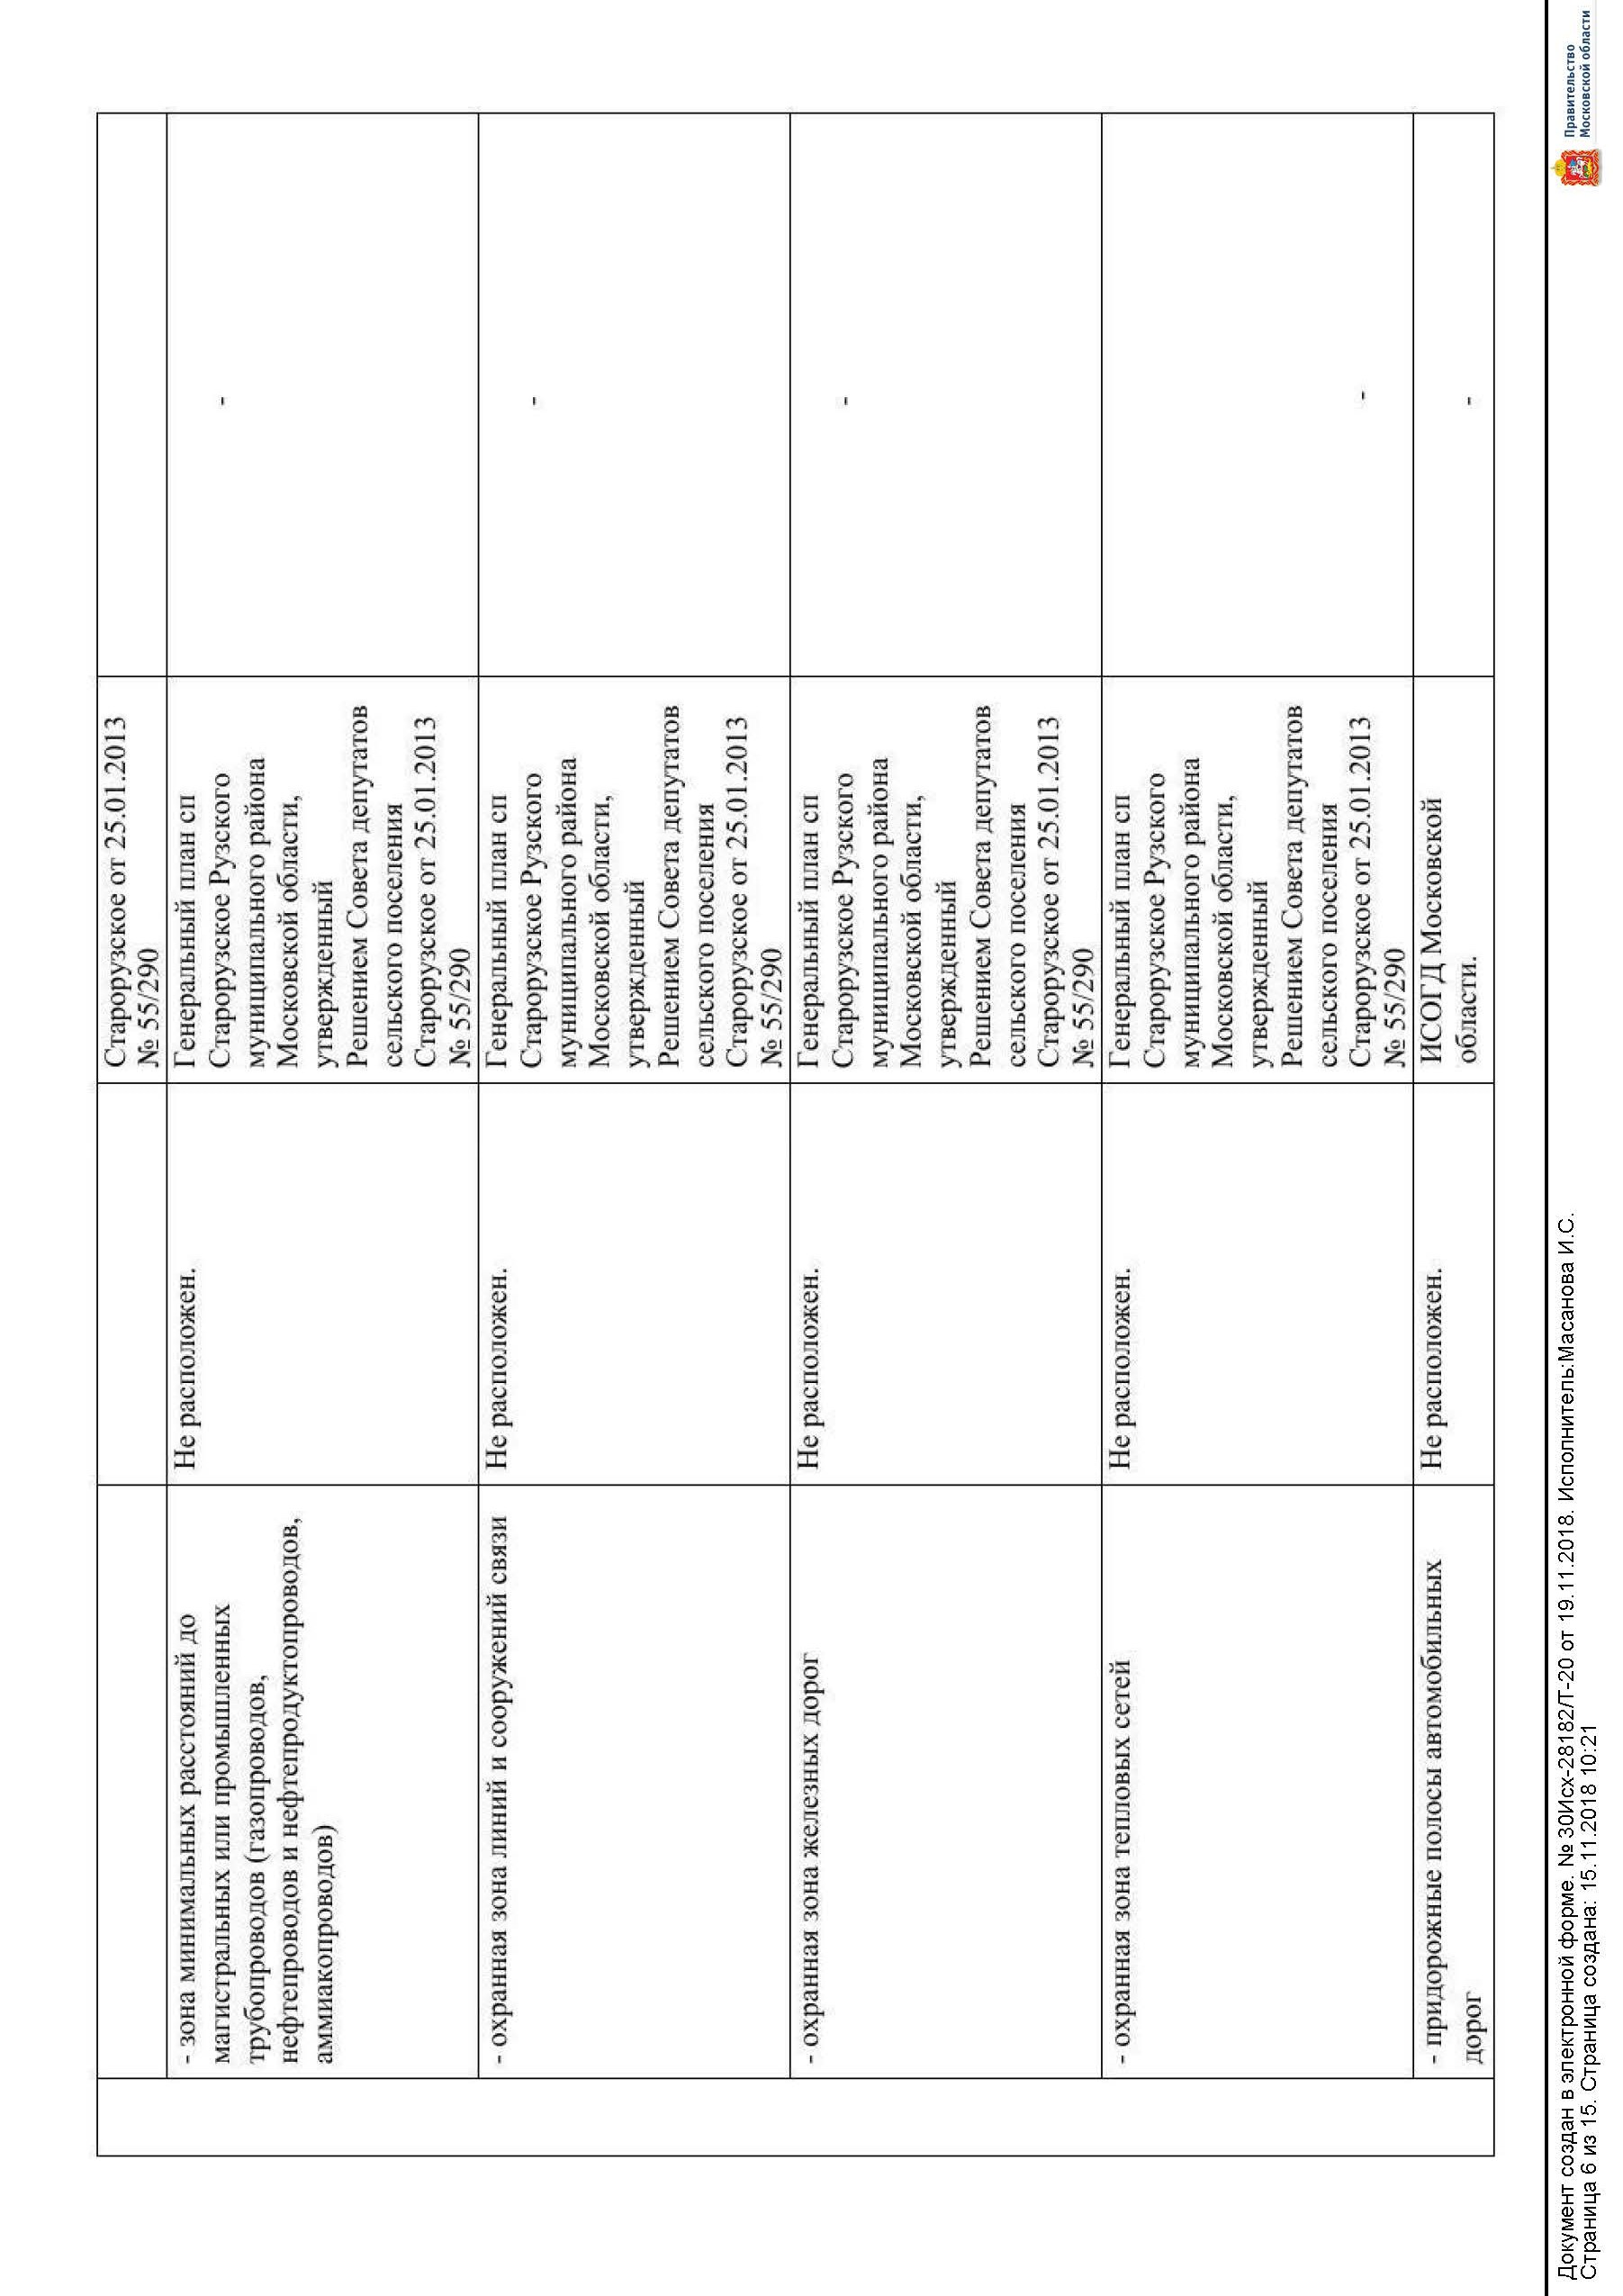 Старорузское от 25.01.2013
№ 55/290
- зона минимальных расстояний до
магистральных или промышленных
трубопроводов (газопроводов,
нефтепроводов и нефтепродуктопроводов,
аммиакопроводов)
Не расположен.
Генеральный план сп
Старорузское Рузского
муниципального района
Московской области,
утвержденный
Решением Совета депутатов
сельского поселения
Старорузское от 25.01.2013
№ 55/290
-
- охранная зона линий и сооружений связи
Не расположен.
Генеральный план сп
Старорузское Рузского
муниципального района
Московской области,
утвержденный
Решением Совета депутатов
сельского поселения
Старорузское от 25.01.2013
№ 55/290
-
- охранная зона железных дорог
Не расположен.
Генеральный план сп
Старорузское Рузского
муниципального района
Московской области,
утвержденный
Решением Совета депутатов
сельского поселения
Старорузское от 25.01.2013
№ 55/290
-
- охранная зона тепловых сетей
Не расположен.
Генеральный план сп
Старорузское Рузского
муниципального района
Московской области,
утвержденный
Решением Совета депутатов
сельского поселения
Старорузское от 25.01.2013
№ 55/290
-
- придорожные полосы автомобильных
дорог
Не расположен.
ИСОГД Московской
области.
-
Документ создан в электронной форме. № 30Исх-28182/Т-20 от 19.11.2018. Исполнитель:Масанова И.С.
Страница 6 из 15. Страница создана: 15.11.2018 10:21
Правительство
Московской области